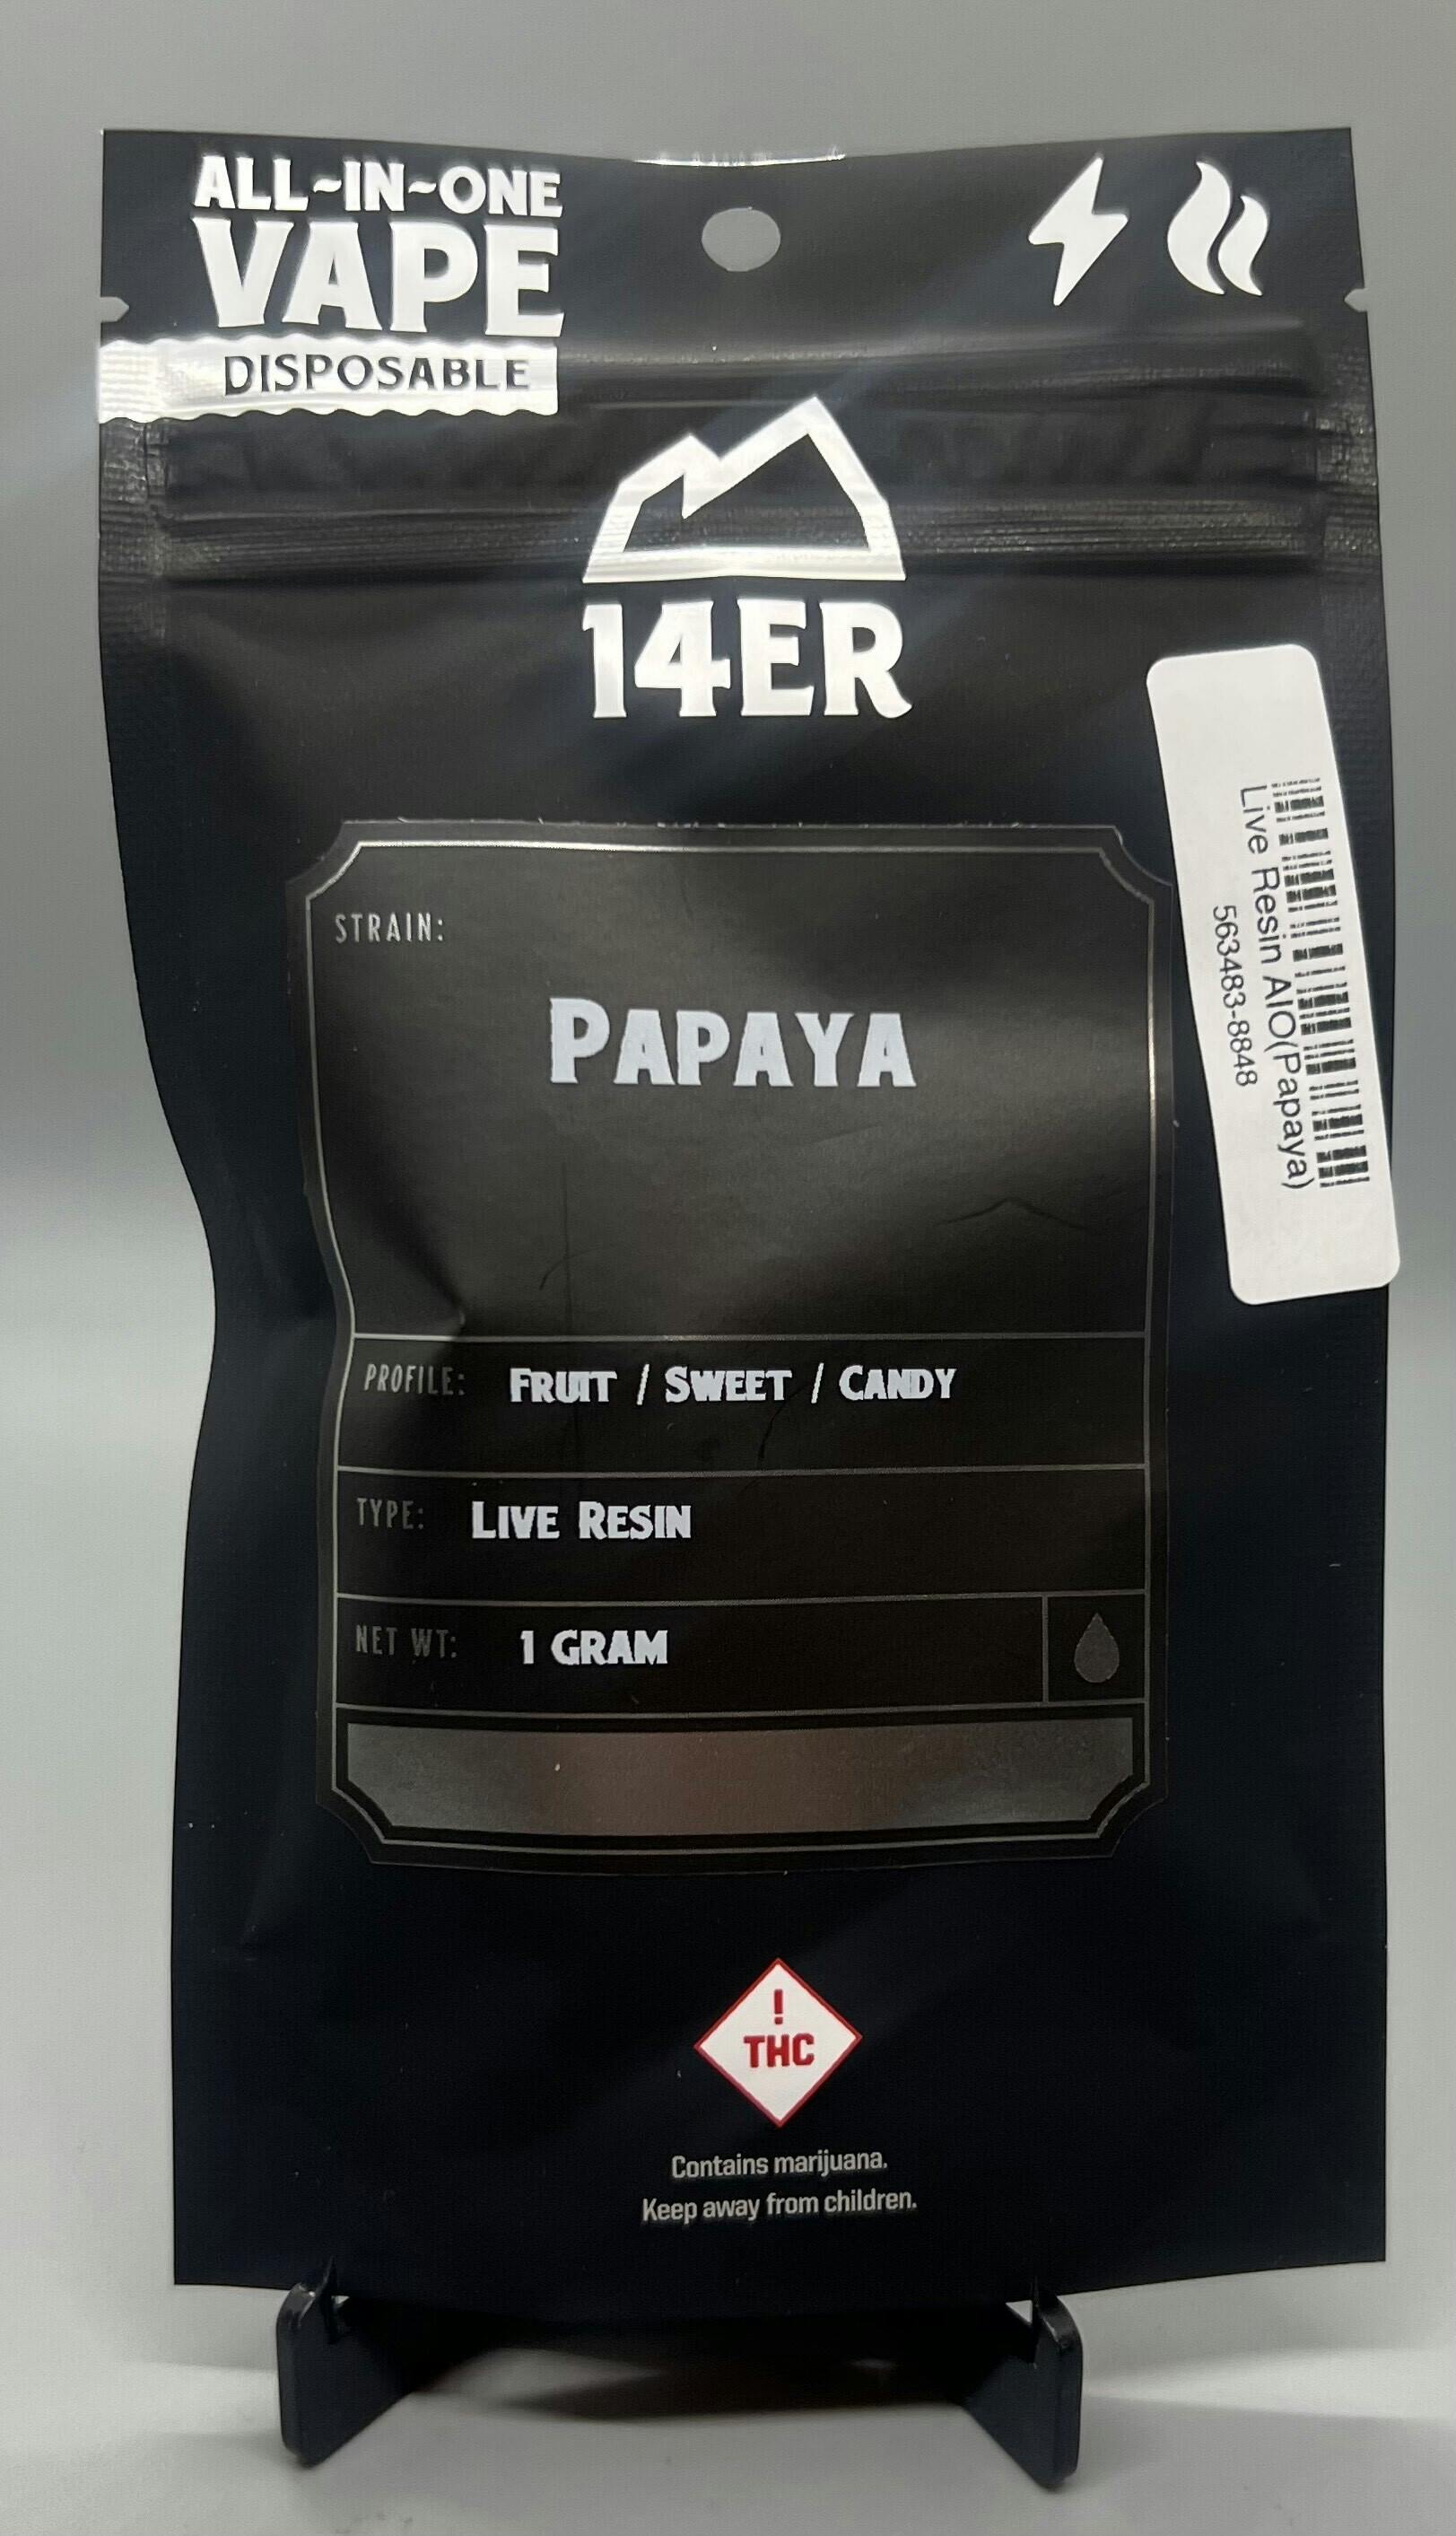 ALL~IN~ONE
VAPE
DISPOSABLE
14ER
Live Resin AIO(Papaya)
563483-8848
STRAIN:
PAPAYA
PROFILE: FRUIT / SWEET / CANDY
TYPE: LIVE RESIN
NET WT: 1 GRAM
!
THC
Contains marijuana.
Keep away from children.